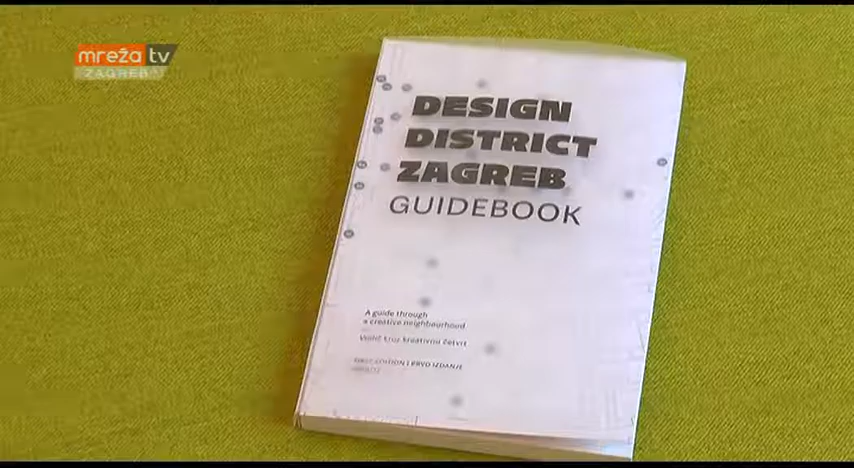 mreža tv
ZAGREB
DESIGN
DISTRICT
ZAGREB
GUIDEBOOK
A guide through
a creative neighbourhood
Vodič kroz kreativnu četvrt
FIRST EDITION | PRVO IZDANJE